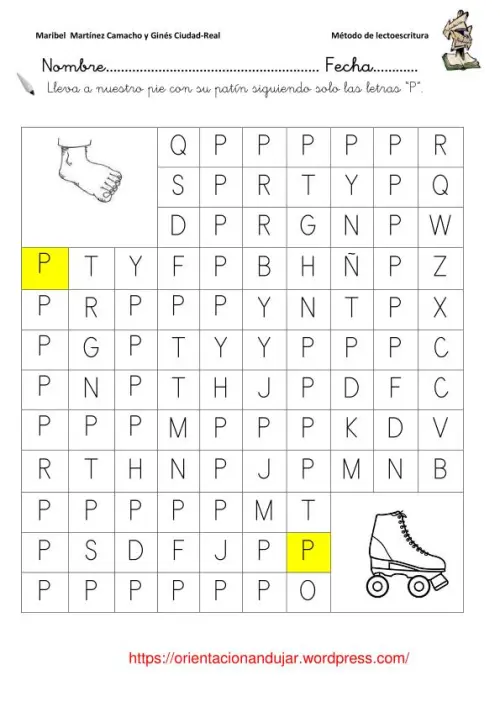 Maribel Martínez Camacho y Ginés Ciudad-Real Método de lectoescritura
Nombre......................................................... Fecha............
Lleva a nuestro pie con su patín siguiendo solo las letras "P".
Q P P P P P R
S P R T Y P Q
D P R G N P W
P T Y F P B H Ñ P Z
P R P P P Y N T P X
P G P T Y Y P P P C
P N P T H J P D F C
P P P M P P P K D V
R T H N P J P M N B
P P P P P M T
P S D F J P P
P P P P P P O
https://orientacionandujar.wordpress.com/